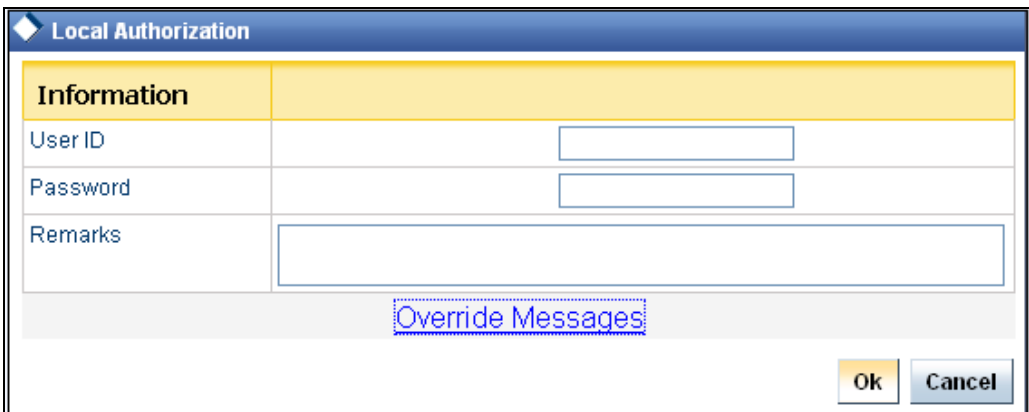 Local Authorization
Information
User ID
Password
Remarks
Override Messages
Ok Cancel